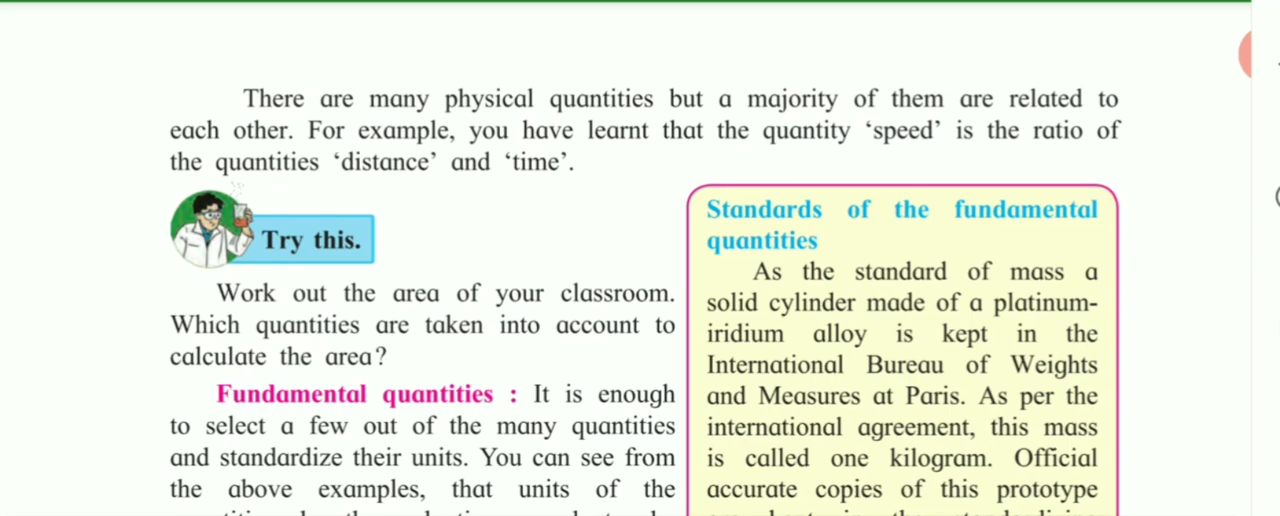 There are many physical quantities but a majority of them are related to
each other. For example, you have learnt that the quantity ‘speed’ is the ratio of
the quantities ‘distance’ and ‘time’.
Try this.
Work out the area of your classroom.
Which quantities are taken into account to
calculate the area?
Fundamental quantities : It is enough
to select a few out of the many quantities
and standardize their units. You can see from
the above examples, that units of the
Standards of the fundamental
quantities
As the standard of mass a
solid cylinder made of a platinum-
iridium alloy is kept in the
International Bureau of Weights
and Measures at Paris. As per the
international agreement, this mass
is called one kilogram. Official
accurate copies of this prototype